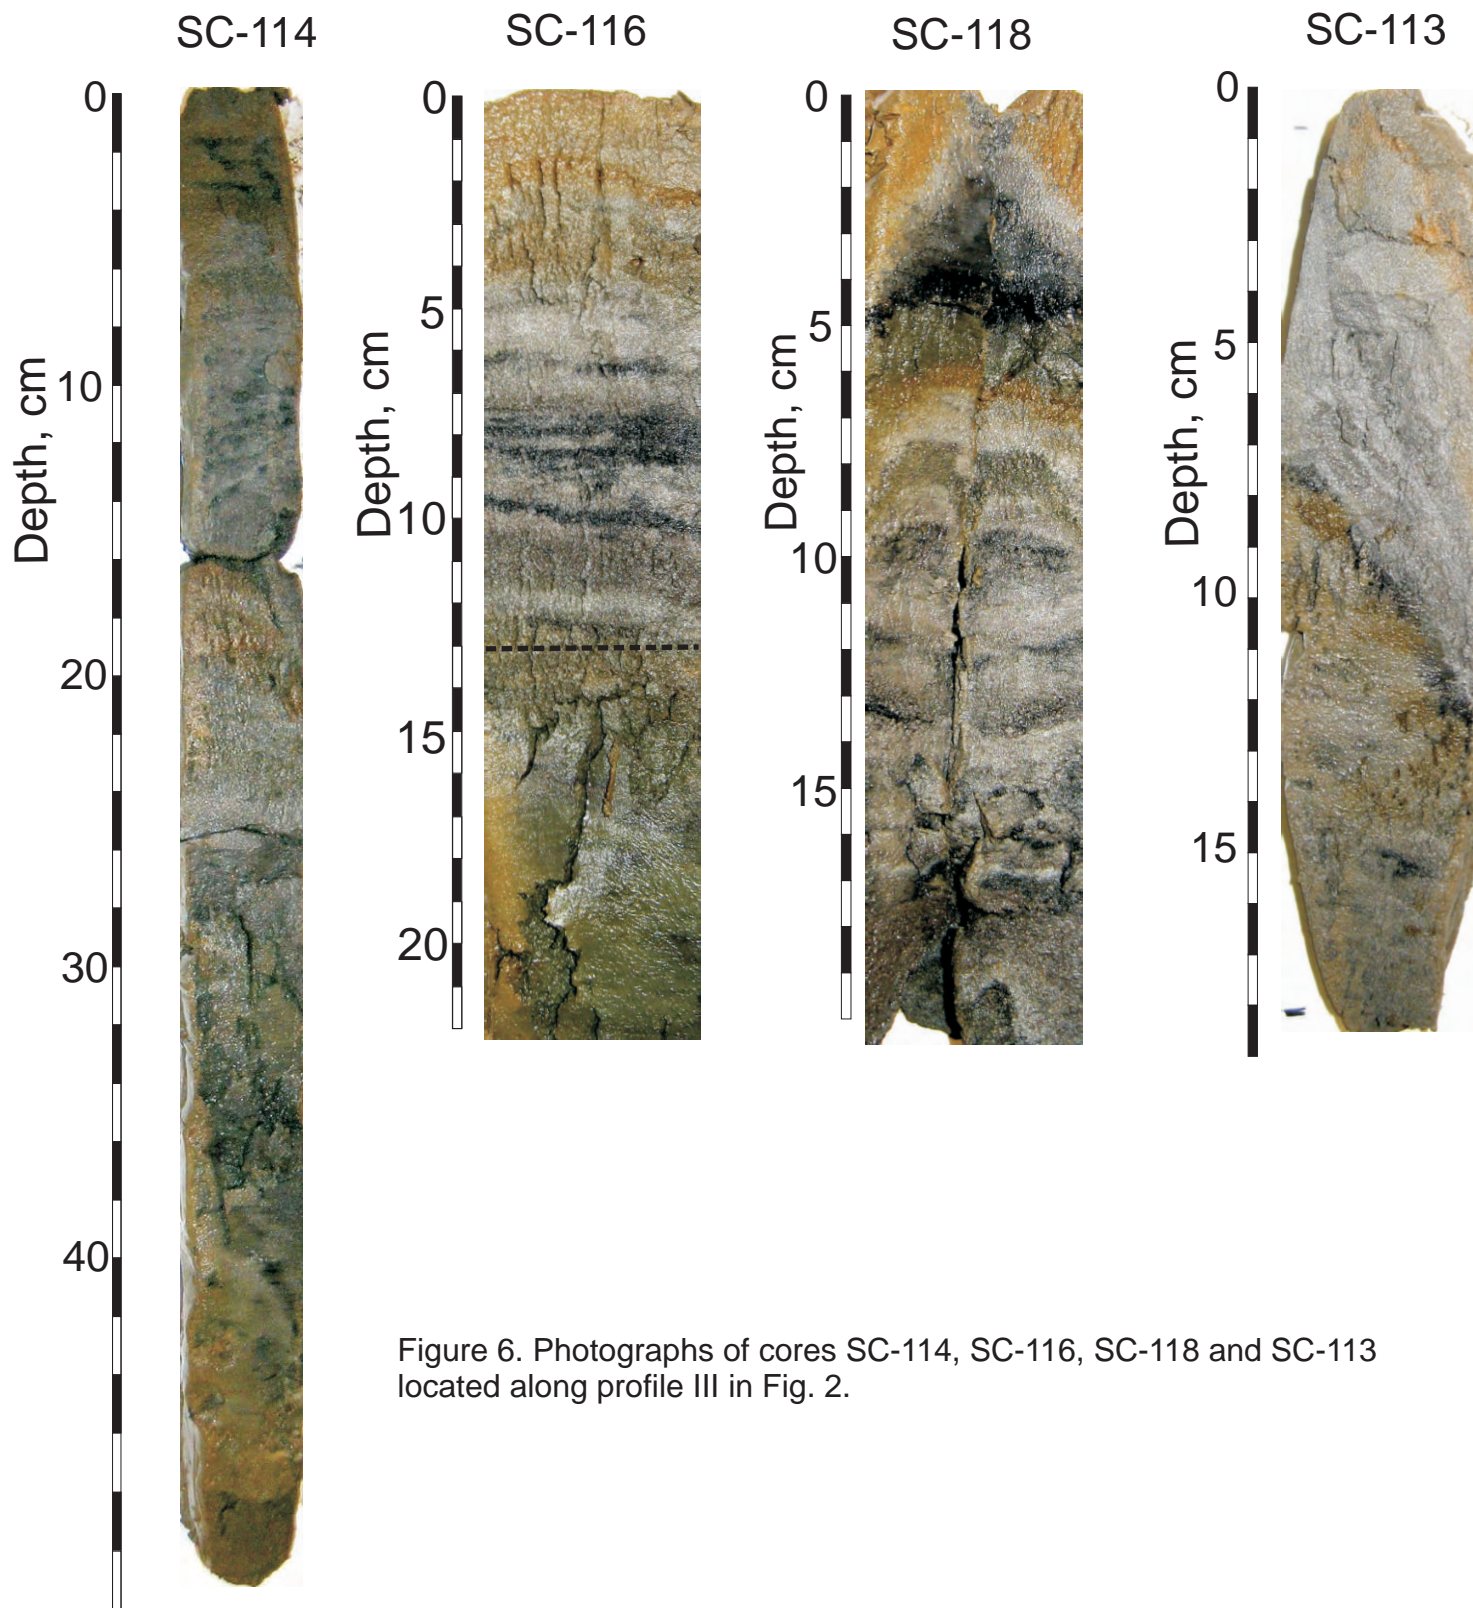 SC-114
SC-116
SC-118
SC-113
0
10
20
30
40
Depth, cm
0
5
10
15
20
Depth, cm
0
5
10
15
Depth, cm
0
5
10
15
Depth, cm
Figure 6. Photographs of cores SC-114, SC-116, SC-118 and SC-113
located along profile III in Fig. 2.